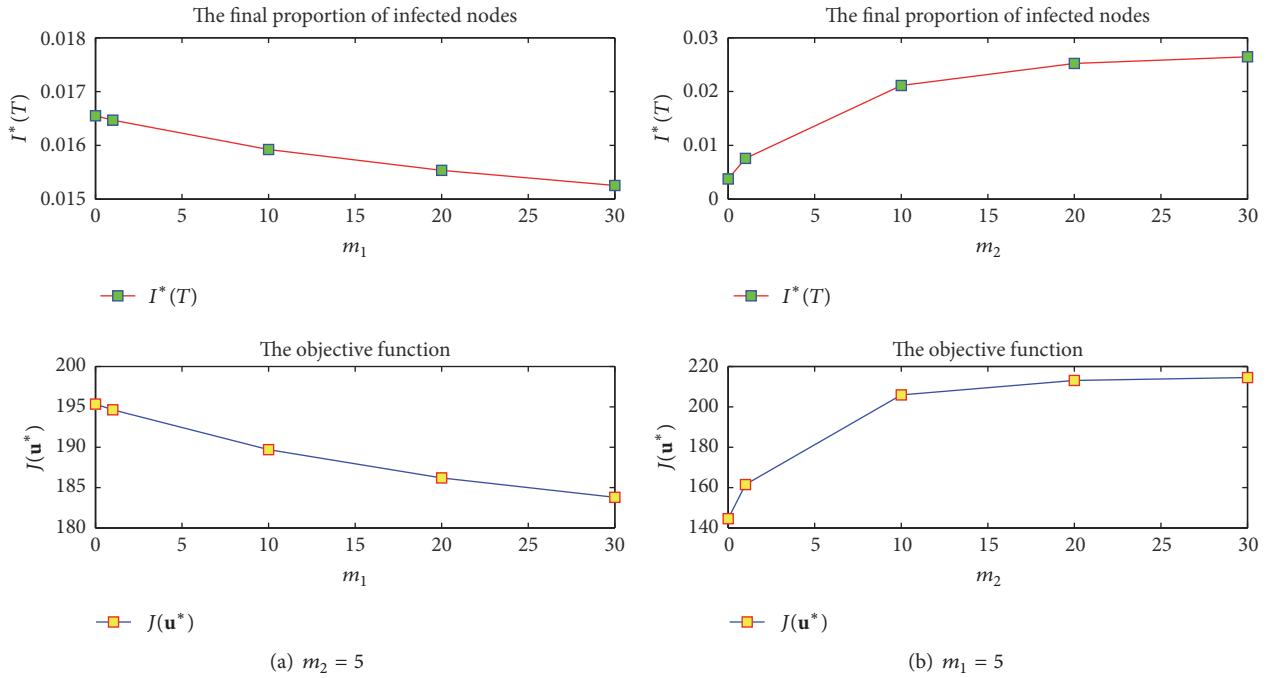 The final proportion of infected nodes
0.018
0.017
0.016
0.015
I*(T)
0 5 10 15 20 25 30
m₁
I*(T)
The objective function
200
195
190
185
180
J(u*)
0 5 10 15 20 25 30
m₁
J(u*)
(a) m₂ = 5
The final proportion of infected nodes
0.03
0.02
0.01
0
I*(T)
0 5 10 15 20 25 30
m₂
I*(T)
The objective function
220
200
180
160
140
J(u*)
0 5 10 15 20 25 30
m₂
J(u*)
(b) m₁ = 5